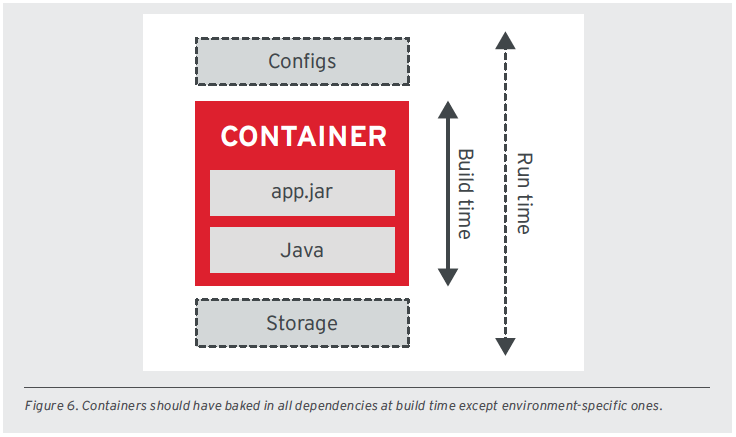 Configs
CONTAINER
app.jar
Java
Storage
Build time
Run time
Figure 6. Containers should have baked in all dependencies at build time except environment-specific ones.